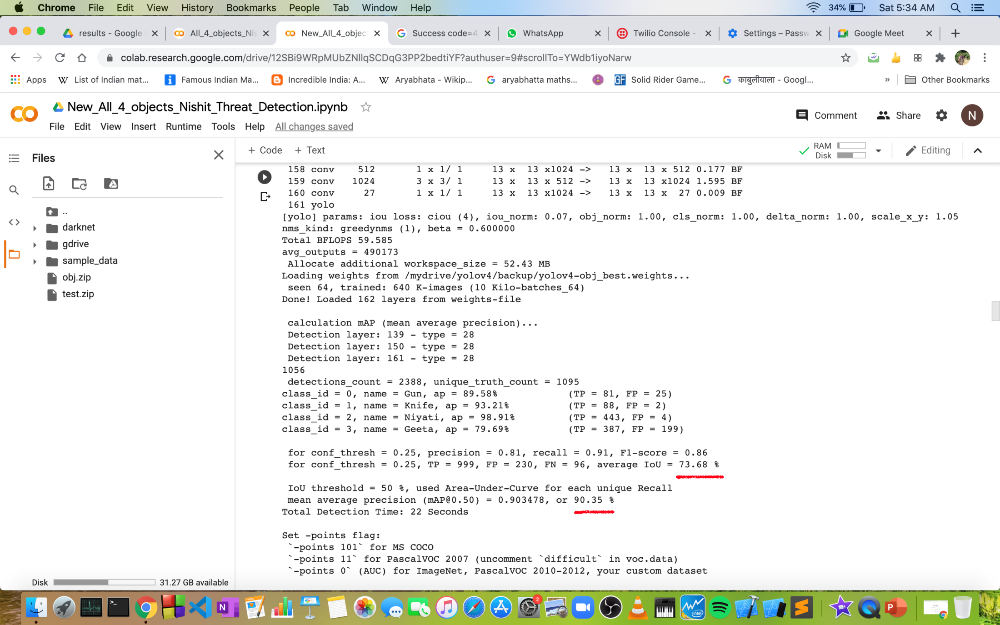 Chrome File Edit View History Bookmarks People Tab Window Help 34% Sat 5:34 AM
results - Google All_4_objects_Nis New_All_4_objec Success code=4 WhatsApp Twilio Console - Settings – Passw Google Meet
colab.research.google.com/drive/12SBi9WRpMUbZNllqSCDqG3PP2bedtiYF?authuser=9#scrollTo=YWdb1iyoNarw
Apps List of Indian mat... Famous Indian Ma... Incredible India: A... Aryabhata - Wikip... aryabhatta maths... GF Solid Rider Game... काबुलीवाला - Googl... » Other Bookmarks
New_All_4_objects_Nishit_Threat_Detection.ipynb
Comment Share N
File Edit View Insert Runtime Tools Help All changes saved
Files
+ Code + Text RAM Disk Editing
..
darknet
gdrive
sample_data
obj.zip
test.zip
Disk 31.27 GB available
158 conv 512 1 x 1/ 1 13 x 13 x1024 -> 13 x 13 x 512 0.177 BF
159 conv 1024 3 x 3/ 1 13 x 13 x 512 -> 13 x 13 x1024 1.595 BF
160 conv 27 1 x 1/ 1 13 x 13 x1024 -> 13 x 13 x 27 0.009 BF
161 yolo
[yolo] params: iou loss: ciou (4), iou_norm: 0.07, obj_norm: 1.00, cls_norm: 1.00, delta_norm: 1.00, scale_x_y: 1.05
nms_kind: greedynms (1), beta = 0.600000
Total BFLOPS 59.585
avg_outputs = 490173
Allocate additional workspace_size = 52.43 MB
Loading weights from /mydrive/yolov4/backup/yolov4-obj_best.weights...
seen 64, trained: 640 K-images (10 Kilo-batches_64)
Done! Loaded 162 layers from weights-file
calculation mAP (mean average precision)...
Detection layer: 139 - type = 28
Detection layer: 150 - type = 28
Detection layer: 161 - type = 28
1056
detections_count = 2388, unique_truth_count = 1095
class_id = 0, name = Gun, ap = 89.58% (TP = 81, FP = 25)
class_id = 1, name = Knife, ap = 93.21% (TP = 88, FP = 2)
class_id = 2, name = Niyati, ap = 98.91% (TP = 443, FP = 4)
class_id = 3, name = Geeta, ap = 79.69% (TP = 387, FP = 199)
for conf_thresh = 0.25, precision = 0.81, recall = 0.91, F1-score = 0.86
for conf_thresh = 0.25, TP = 999, FP = 230, FN = 96, average IoU = 73.68 %
IoU threshold = 50 %, used Area-Under-Curve for each unique Recall
mean average precision (mAP@0.50) = 0.903478, or 90.35 %
Total Detection Time: 22 Seconds
Set -points flag:
`-points 101` for MS COCO
`-points 11` for PascalVOC 2007 (uncomment `difficult` in voc.data)
`-points 0` (AUC) for ImageNet, PascalVOC 2010-2012, your custom dataset
N 2 intel P